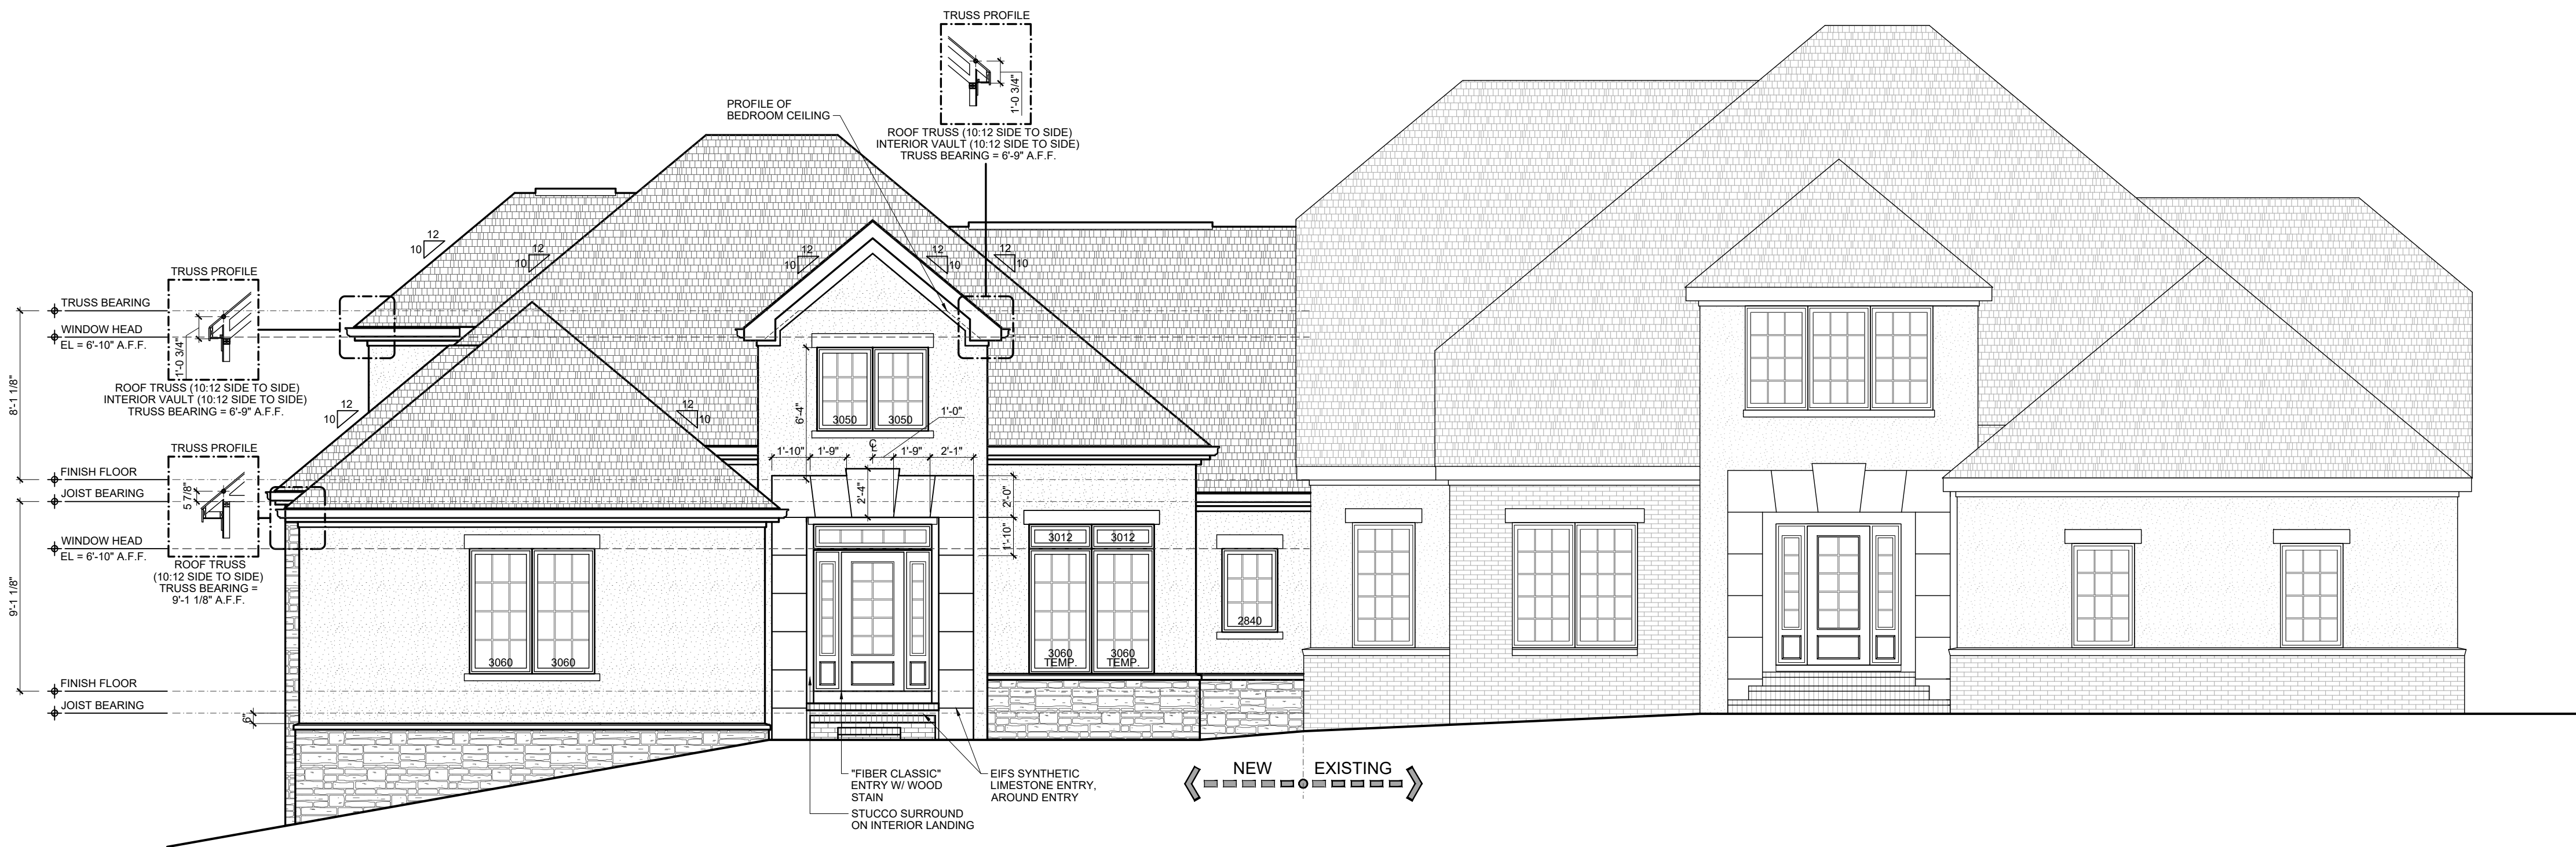 TRUSS PROFILE
1'-0 3/4"
ROOF TRUSS (10:12 SIDE TO SIDE)
INTERIOR VAULT (10:12 SIDE TO SIDE)
TRUSS BEARING = 6'-9" A.F.F.
PROFILE OF
BEDROOM CEILING
12
10
12
10
12
10
12
10
12
10
TRUSS PROFILE
1'-0 3/4"
ROOF TRUSS (10:12 SIDE TO SIDE)
INTERIOR VAULT (10:12 SIDE TO SIDE)
TRUSS BEARING = 6'-9" A.F.F.
TRUSS BEARING
WINDOW HEAD
EL = 6'-10" A.F.F.
8'-1 1/8"
12
10
12
10
FINISH FLOOR
JOIST BEARING
TRUSS PROFILE
5 7/8"
ROOF TRUSS
(10:12 SIDE TO SIDE)
TRUSS BEARING =
9'-1 1/8" A.F.F.
WINDOW HEAD
EL = 6'-10" A.F.F.
9'-1 1/8"
FINISH FLOOR
JOIST BEARING
6"
6'-4"
3050
3050
1'-0"
CL
1'-10"
1'-9"
1'-9"
2'-1"
2'-4"
2'-0"
1'-10"
3012
3012
3060
3060
3060
TEMP.
3060
TEMP.
2840
"FIBER CLASSIC"
ENTRY W/ WOOD
STAIN
STUCCO SURROUND
ON INTERIOR LANDING
EIFS SYNTHETIC
LIMESTONE ENTRY,
AROUND ENTRY
NEW
EXISTING